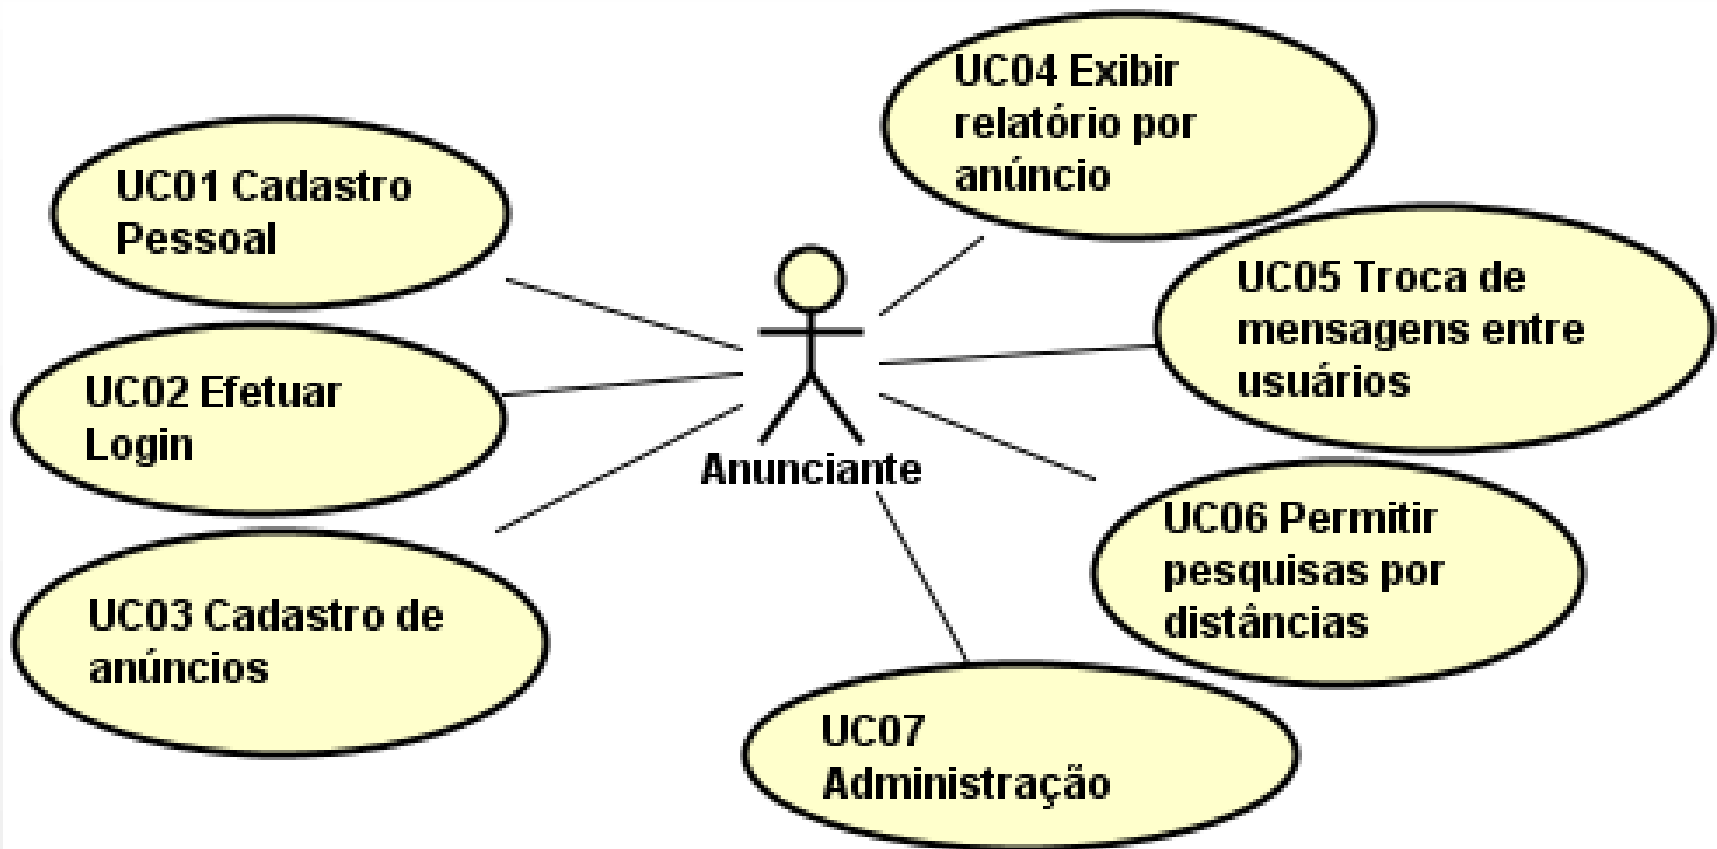 UC04 Exibir
relatório por
anúncio
UC01 Cadastro
Pessoal
UC05 Troca de
mensagens entre
usuários
UC02 Efetuar
Login
Anunciante
UC06 Permitir
pesquisas por
distâncias
UC03 Cadastro de
anúncios
UC07
Administração